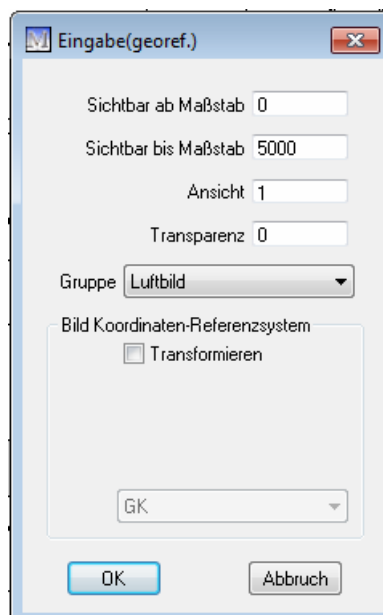 Eingabe(georef.)
Sichtbar ab Maßstab 0
Sichtbar bis Maßstab 5000
Ansicht 1
Transparenz 0
Gruppe Luftbild
Bild Koordinaten-Referenzsystem
Transformieren
GK
OK Abbruch